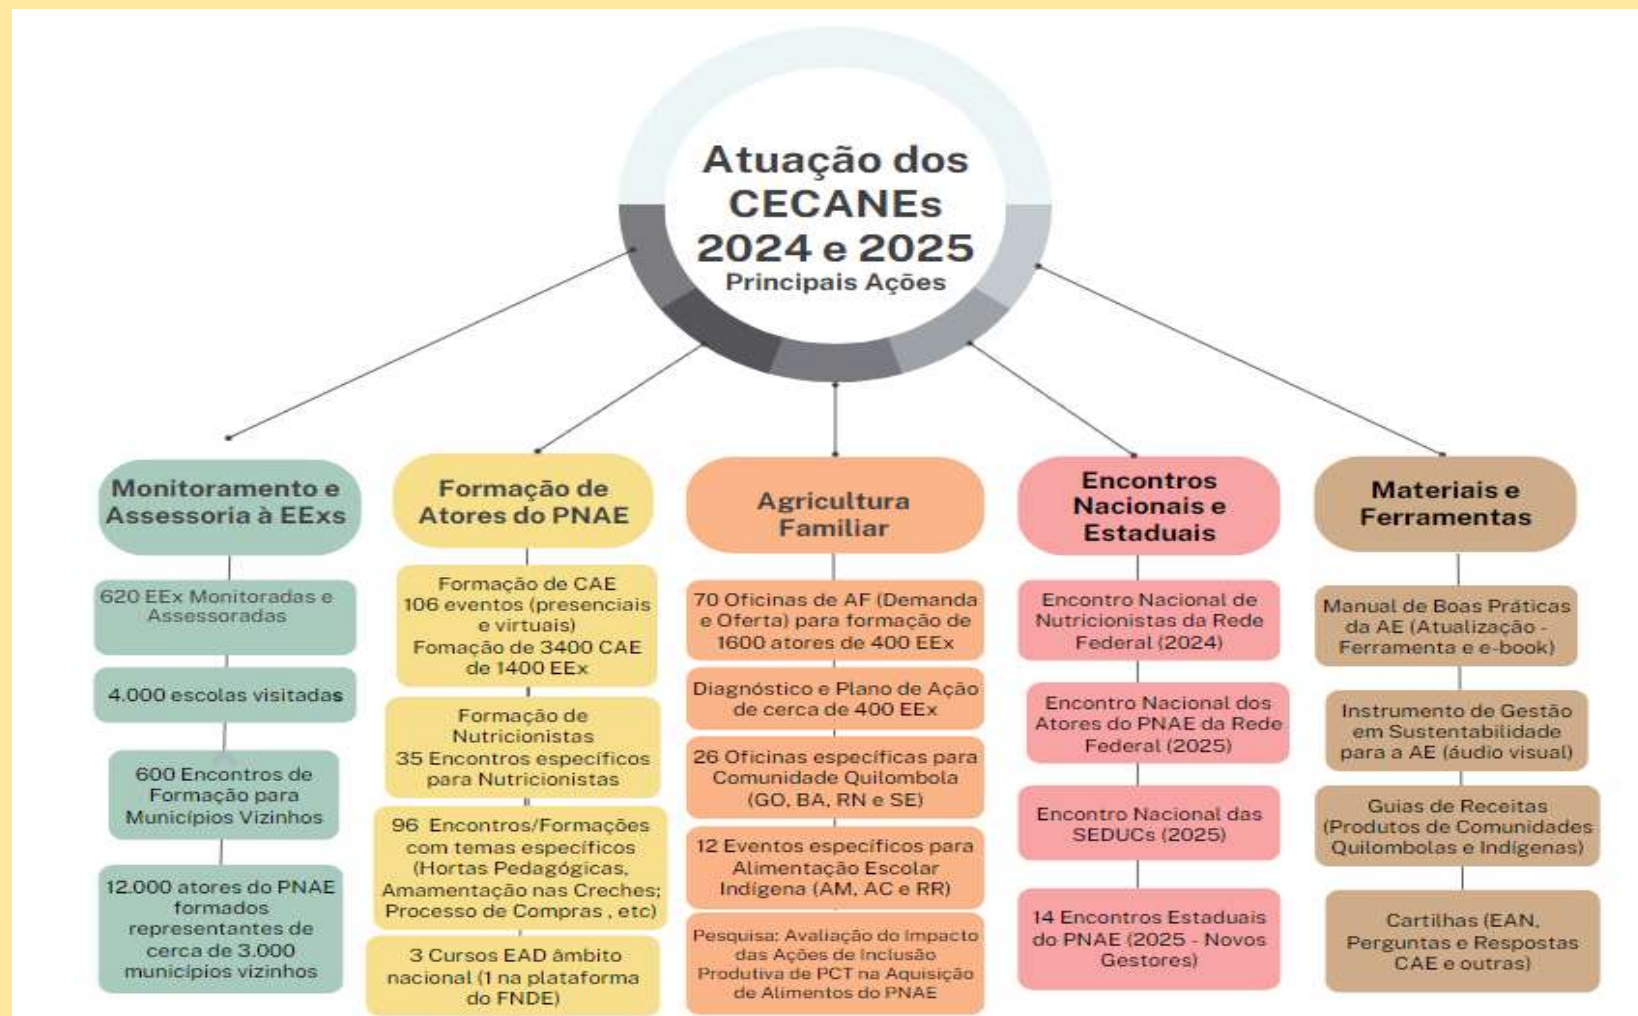 Atuação dos
CECANEs
2024 e 2025
Principais Ações
Monitoramento e
Assessoria à EExs
620 EEx Monitoradas e
Assessoradas
4.000 escolas visitadas
600 Encontros de
Formação para
Municípios Vizinhos
12.000 atores do PNAE
formados
representantes de
cerca de 3.000
municípios vizinhos
Formação de
Atores do PNAE
Formação de CAE
106 eventos (presenciais
e virtuais)
Fomação de 3400 CAE
de 1400 EEx
Formação de
Nutricionistas
35 Encontros específicos
para Nutricionistas
96 Encontros/Formações
com temas específicos
(Hortas Pedagógicas,
Amamentação nas Creches;
Processo de Compras , etc)
3 Cursos EAD âmbito
nacional (1 na plataforma
do FNDE)
Agricultura
Familiar
70 Oficinas de AF (Demanda
e Oferta) para formação de
1600 atores de 400 EEx
Diagnóstico e Plano de Ação
de cerca de 400 EEx
26 Oficinas específicas para
Comunidade Quilombola
(GO, BA, RN e SE)
12 Eventos específicos para
Alimentação Escolar
Indígena (AM, AC e RR)
Pesquisa: Avaliação do Impacto
das Ações de Inclusão
Produtiva de PCT na Aquisição
de Alimentos do PNAE
Encontros
Nacionais e
Estaduais
Encontro Nacional de
Nutricionistas da Rede
Federal (2024)
Encontro Nacional dos
Atores do PNAE da Rede
Federal (2025)
Encontro Nacional das
SEDUCs (2025)
14 Encontros Estaduais
do PNAE (2025 - Novos
Gestores)
Materiais e
Ferramentas
Manual de Boas Práticas
da AE (Atualização -
Ferramenta e e-book)
Instrumento de Gestão
em Sustentabilidade
para a AE (áudio visual)
Guias de Receitas
(Produtos de Comunidades
Quilombolas e Indígenas)
Cartilhas (EAN,
Perguntas e Respostas
CAE e outras)